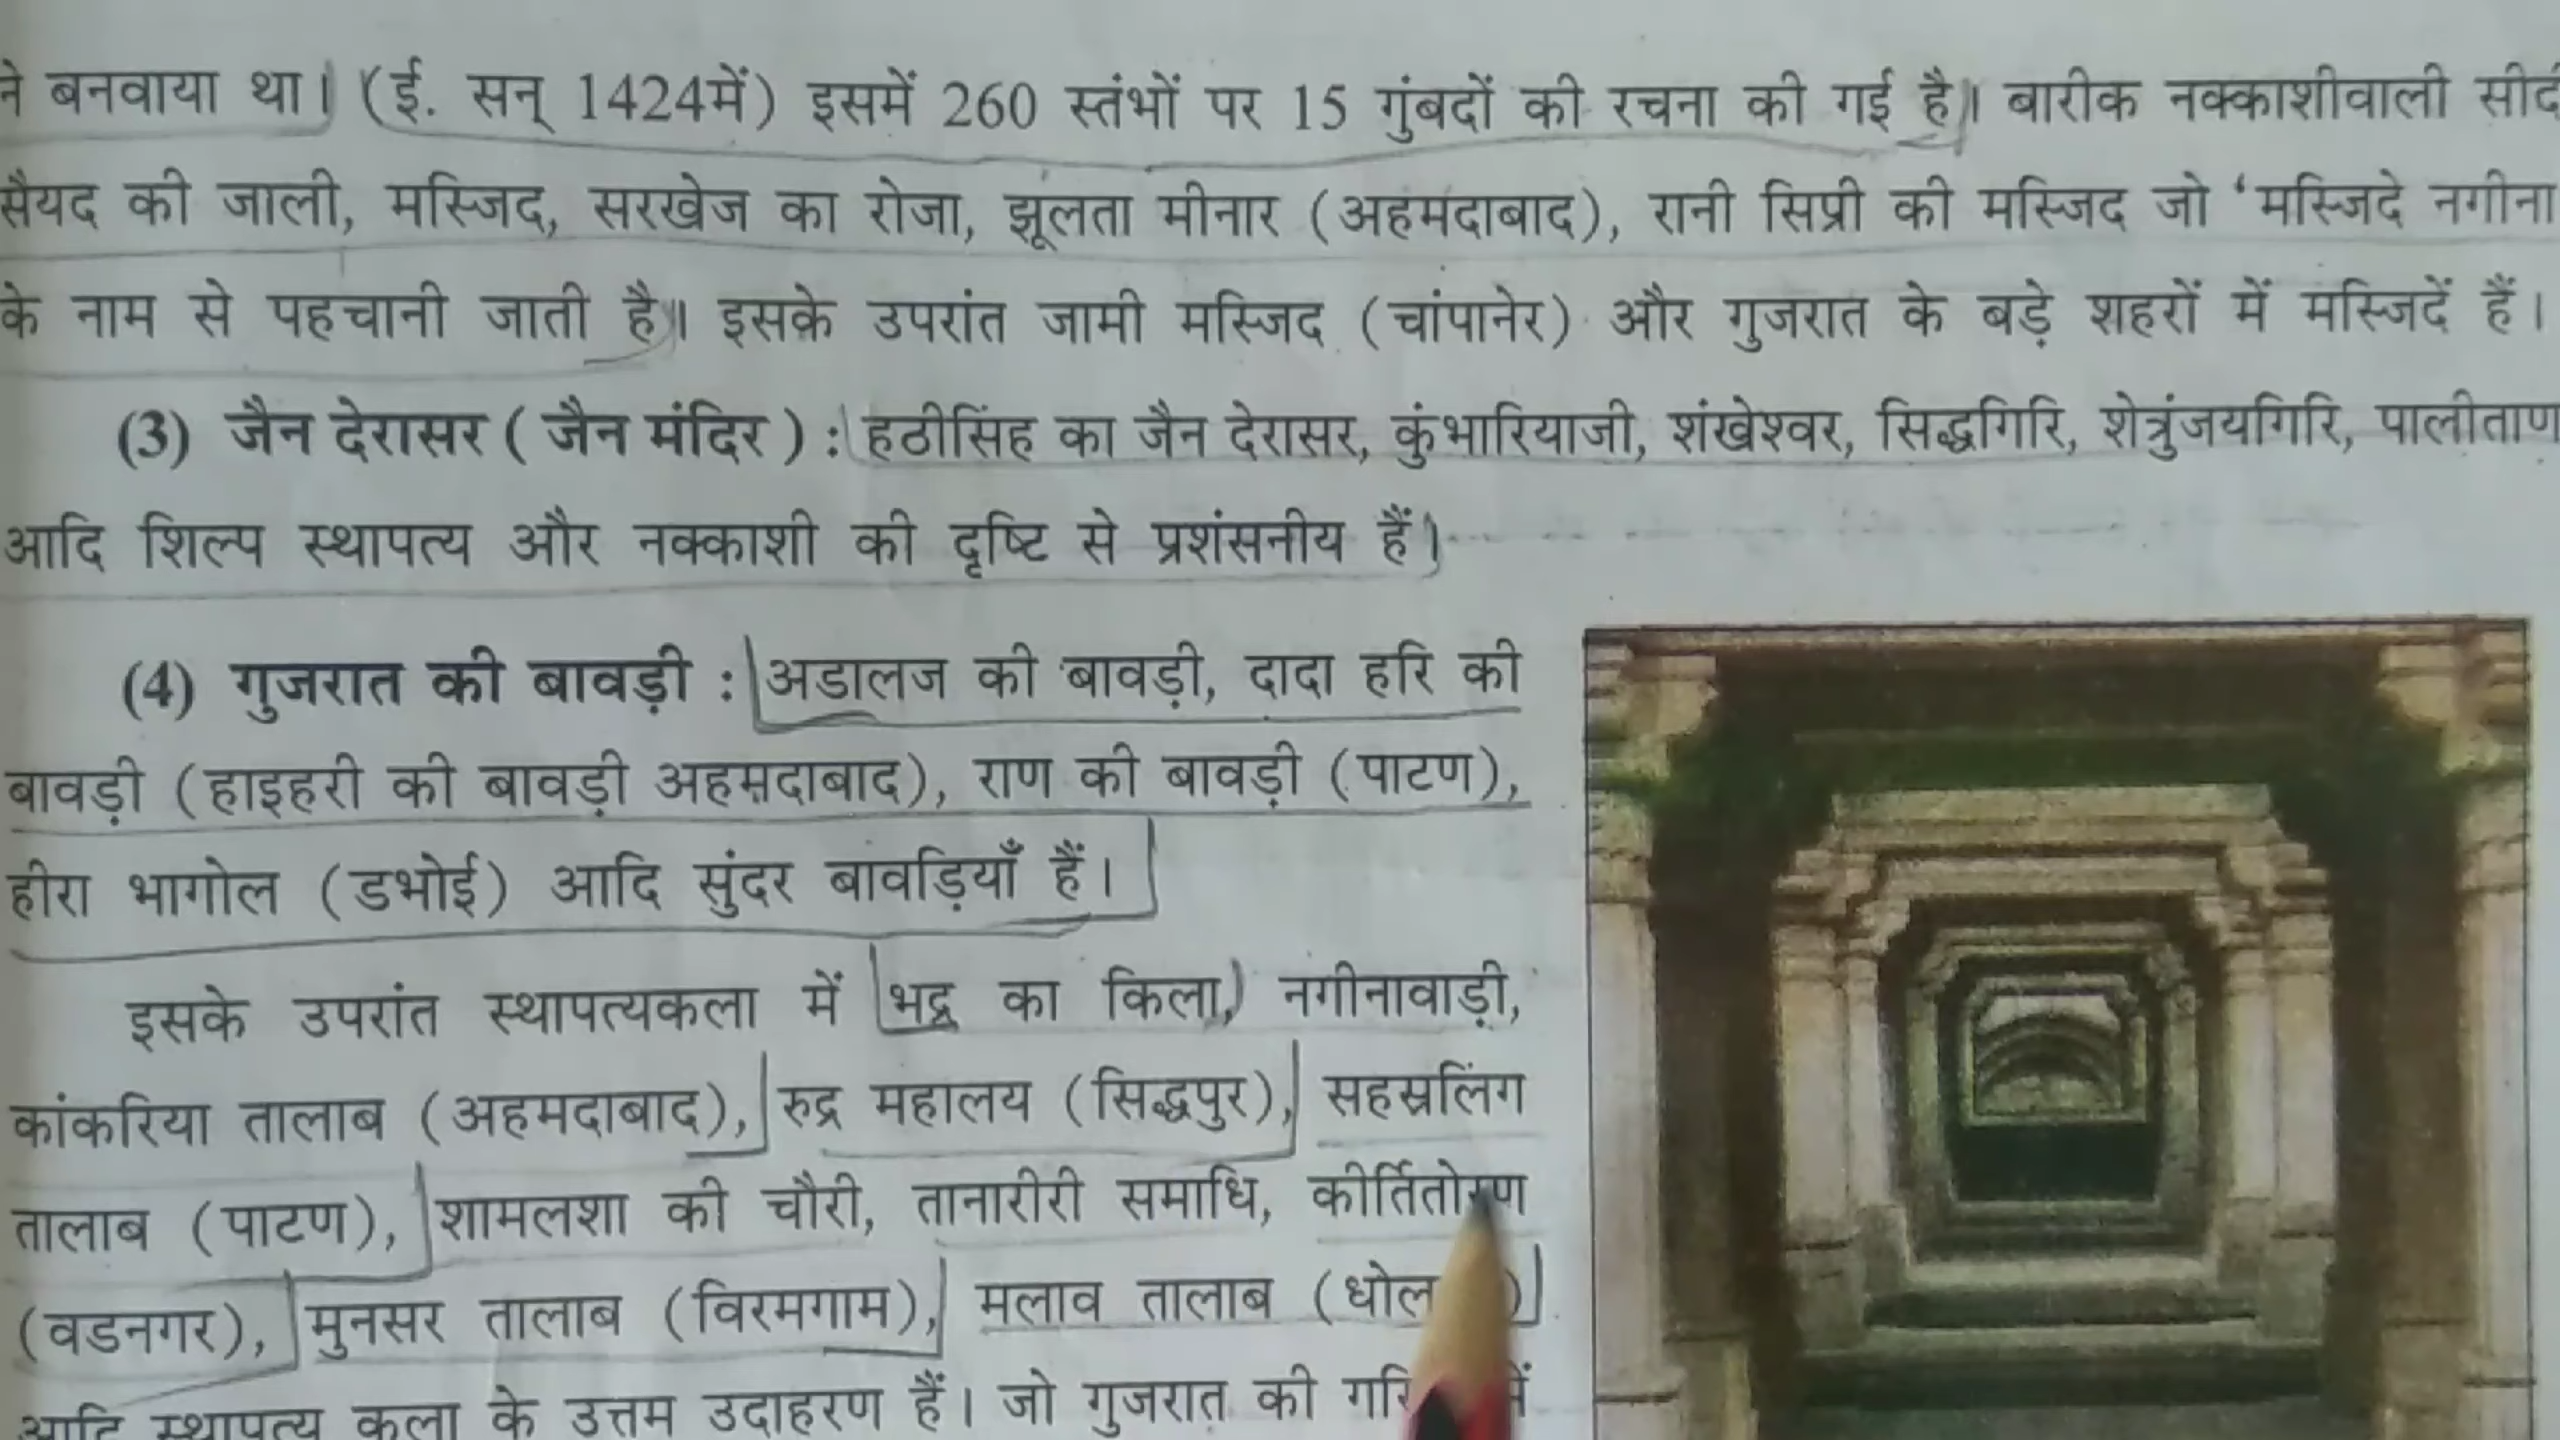 ने बनवाया था। (ई. सन् 1424में) इसमें 260 स्तंभों पर 15 गुंबदों की रचना की गई है। बारीक नक्काशीवाली सीदी
सैयद की जाली, मस्जिद, सरखेज का रोजा, झूलता मीनार (अहमदाबाद), रानी सिप्री की मस्जिद जो ‘मस्जिदे नगीना
के नाम से पहचानी जाती है। इसके उपरांत जामी मस्जिद (चांपानेर) और गुजरात के बड़े शहरों में मस्जिदें हैं।
(3) जैन देरासर ( जैन मंदिर ) : हठीसिंह का जैन देरासर, कुंभारियाजी, शंखेश्वर, सिद्धगिरि, शेत्रुंजयगिरि, पालीताण
आदि शिल्प स्थापत्य और नक्काशी की दृष्टि से प्रशंसनीय हैं।
(4) गुजरात की बावड़ी : अडालज की बावड़ी, दादा हरि की
बावड़ी (हाइहरी की बावड़ी अहमदाबाद), राण की बावड़ी (पाटण),
हीरा भागोल (डभोई) आदि सुंदर बावड़ियाँ हैं।
इसके उपरांत स्थापत्यकला में भद्र का किला, नगीनावाड़ी,
कांकरिया तालाब (अहमदाबाद), रुद्र महालय (सिद्धपुर), सहस्रलिंग
तालाब (पाटण), शामलशा की चौरी, तानारीरी समाधि, कीर्तितोरण
(वडनगर), मुनसर तालाब (विरमगाम), मलाव तालाब
आदि स्थापत्य कला के उत्तम उदाहरण हैं। जो गुजरात की